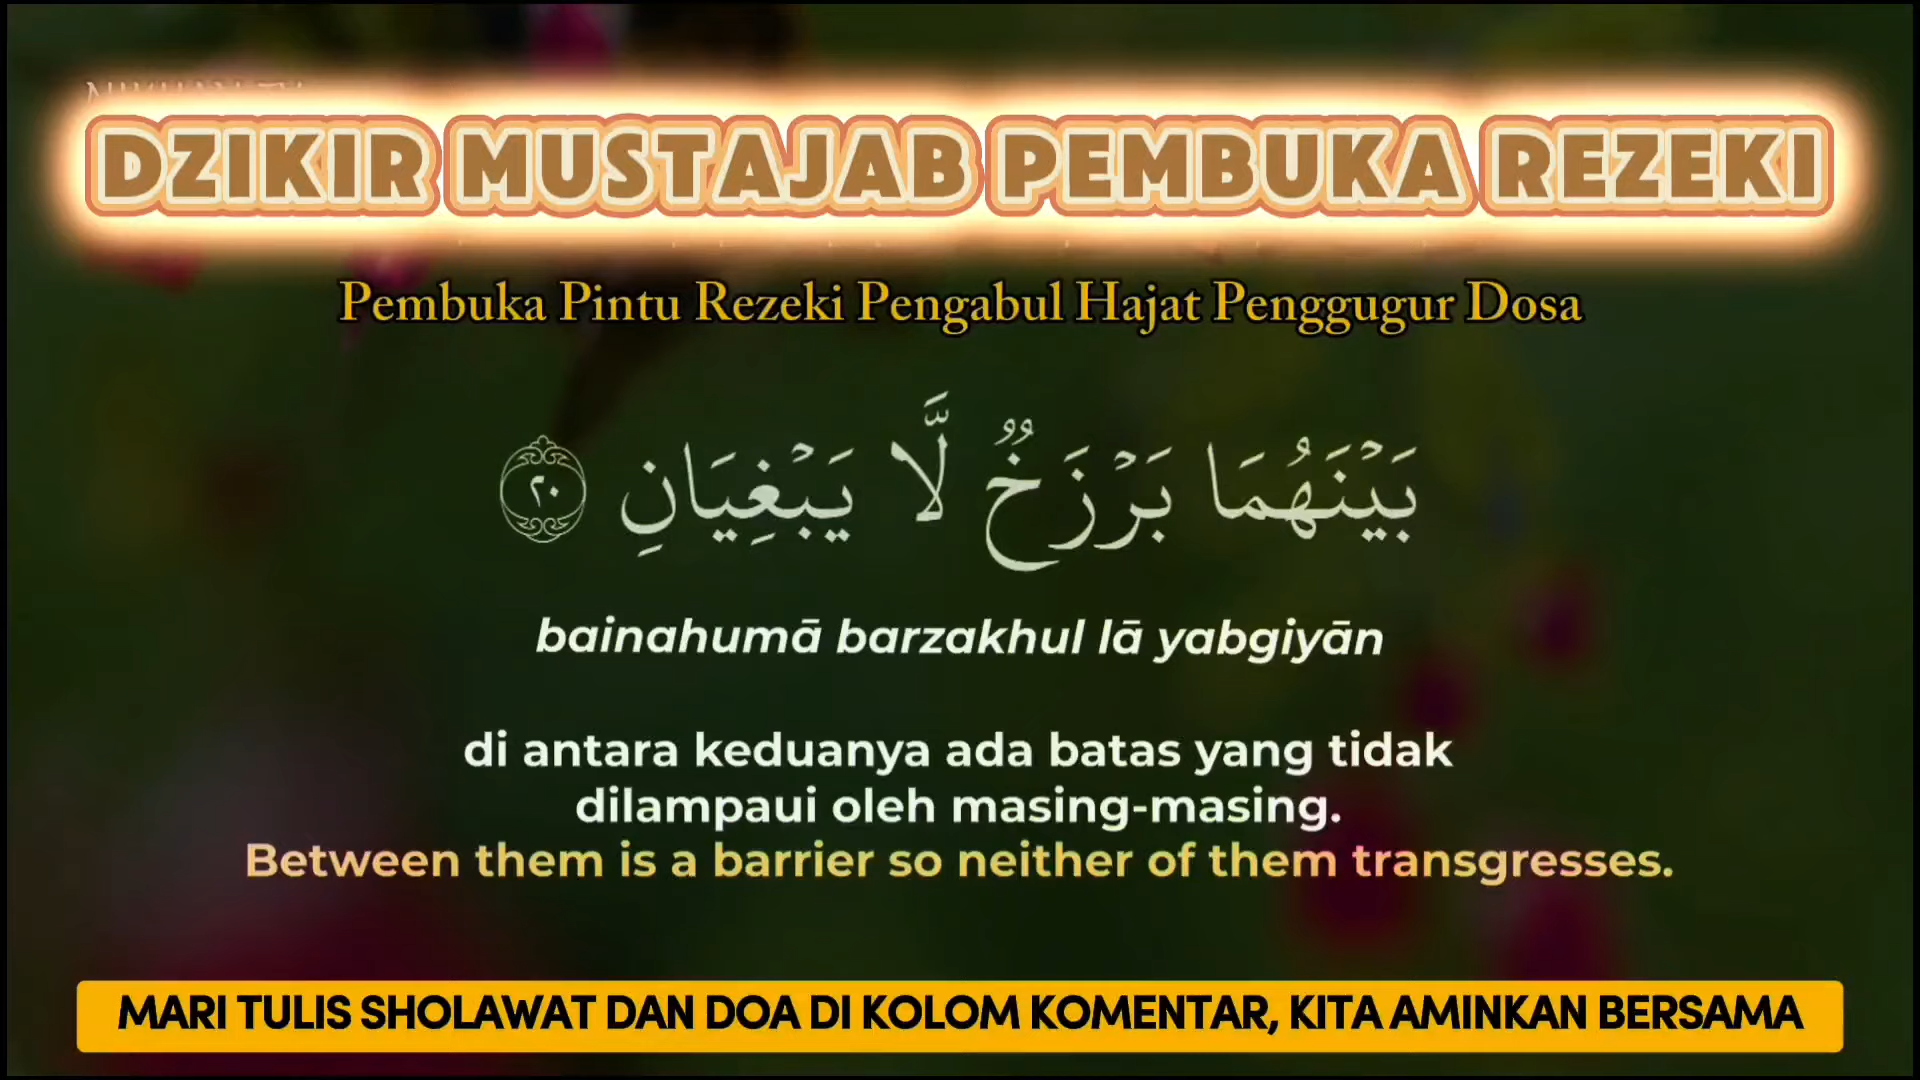 DZIKIR MUSTAJAB PEMBUKA REZEKI
Pembuka Pintu Rezeki Pengabul Hajat Penggugur Dosa
بَيْنَهُمَا بَرْزَخٌ لَّا يَبْغِيَانِ ٢٠
bainahumā barzakhul lā yabgiyān
di antara keduanya ada batas yang tidak
dilampaui oleh masing-masing.
Between them is a barrier so neither of them transgresses.
MARI TULIS SHOLAWAT DAN DOA DI KOLOM KOMENTAR, KITA AMINKAN BERSAMA